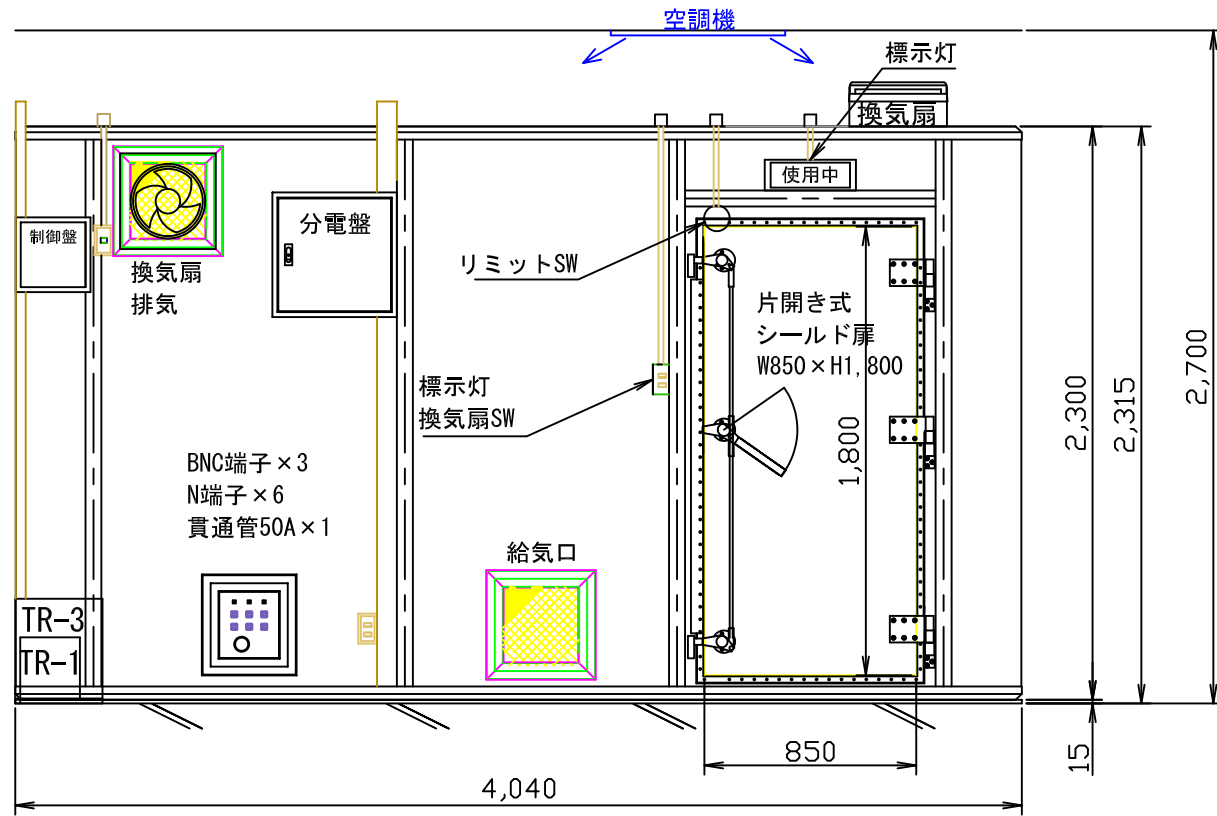 空調機
標示灯
換気扇
使用中
制御盤
分電盤
換気扇
排気
リミットSW
片開き式
シールド扉
W850×H1,800
標示灯
換気扇SW
BNC端子×3
N端子×6
貫通管50A×1
給気口
TR-3
TR-1
1,800
2,300
2,315
2,700
15
850
4,040